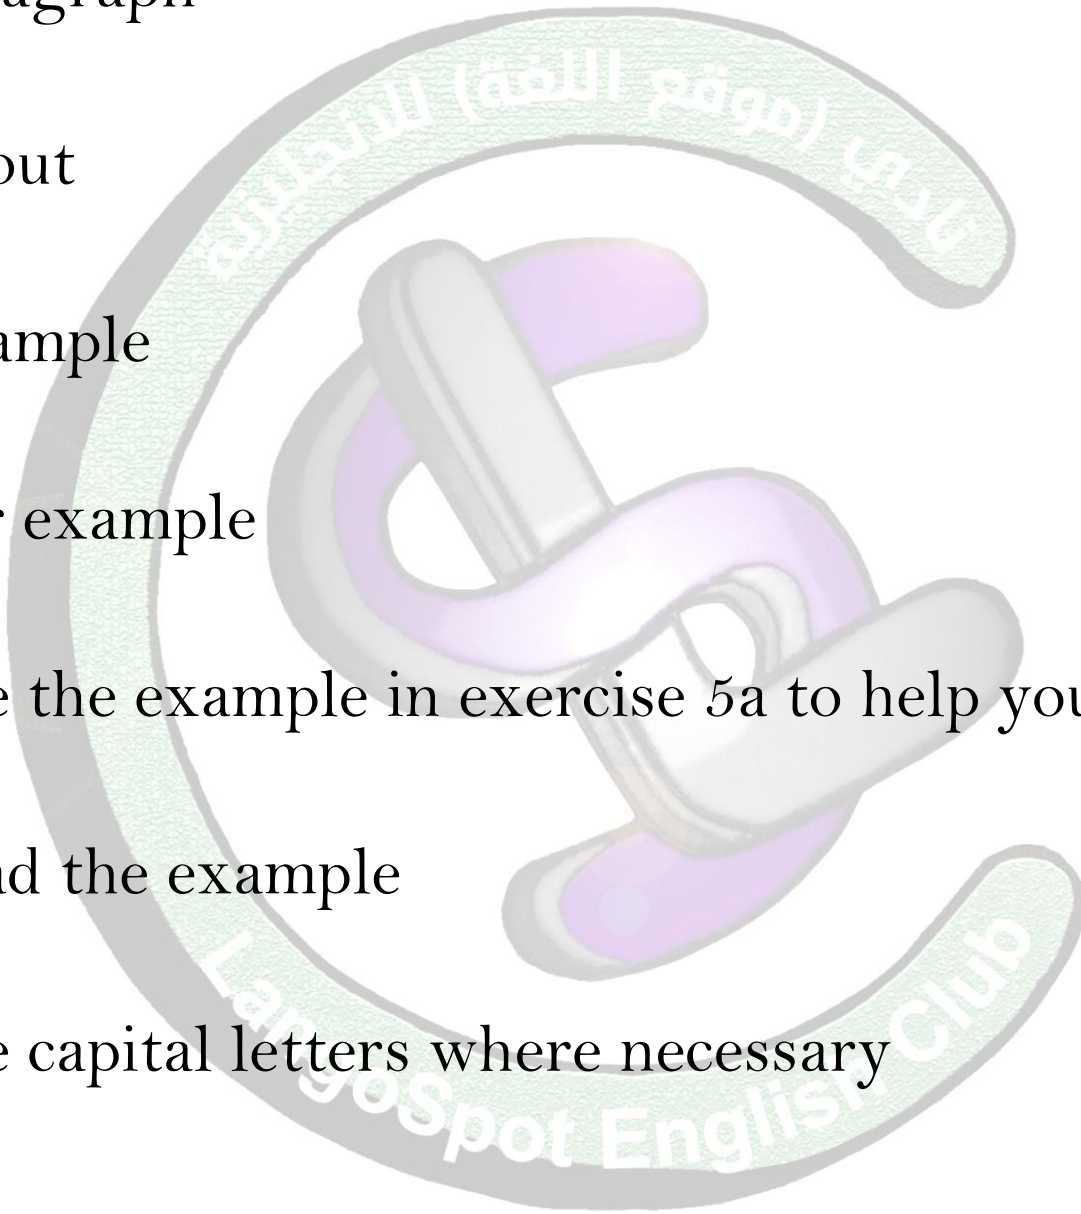 agraph
نادي (موقع اللغة) للانجليزية
out
ample
r example
e the example in exercise 5a to help you
ad the example
e capital letters where necessary
LangoSpot English Club